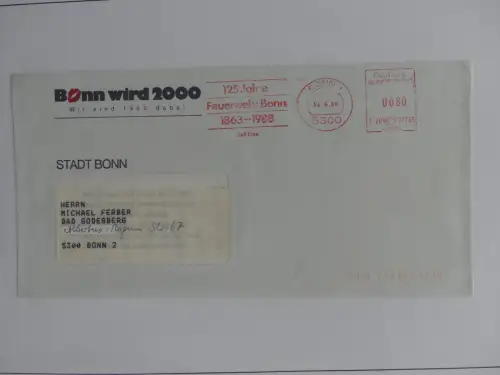 Bonn wird 2000
Wir sind 1988 dabei
125 Jahre
Feuerwehr Bonn
1863-1988
5300
0080
STADT BONN
HERRN
MICHAEL FERBER
BAD GODESBERG
5300 BONN 2